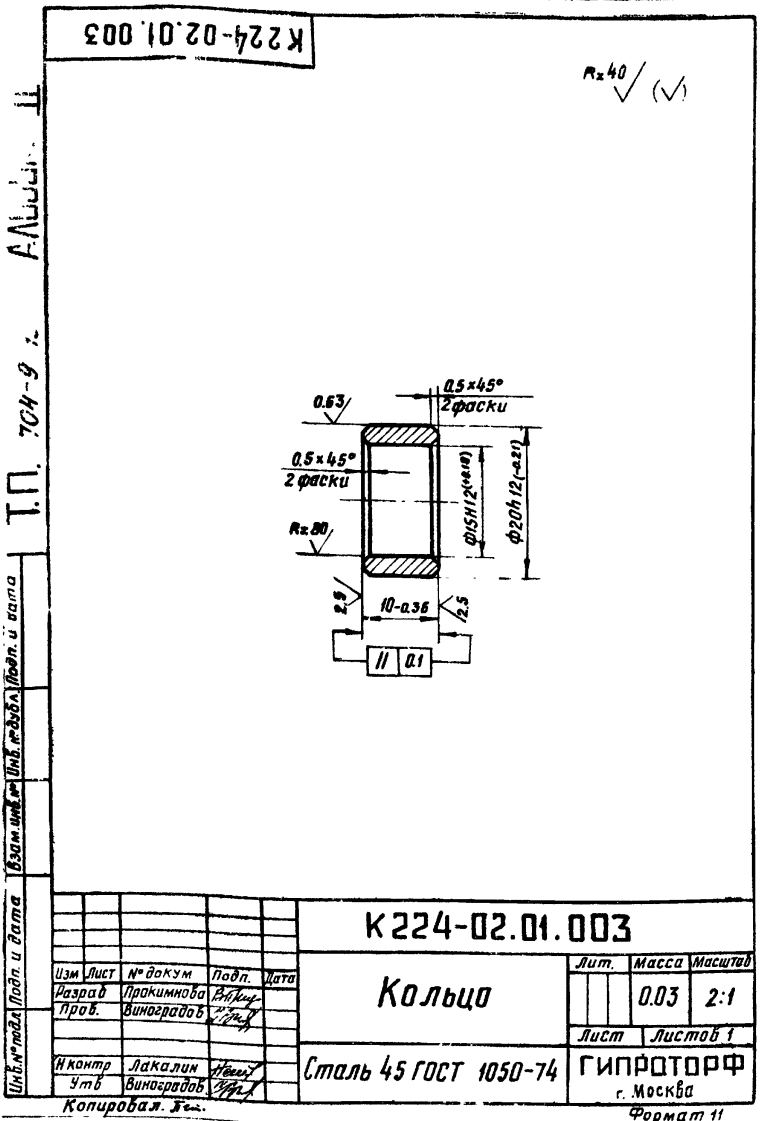 К224-02.01.003
Rz40 (√)
Т.П. 704-9
0.63
0.5×45°
2 фаски
0.5×45°
2 фаски
Rz 80
ф15Н12(+0.18)
ф20h12(-0.21)
2.5
10-0.36
2.5
// 0.1
Подп. и дата
Инв. № дубл.
Взам. инв. №
Подп. и дата
Инв. № подл
К224-02.01.003
Изм Лист № докум Подп. Дата
Разраб
Пров. Виноградов
Н контр Лакалин
Утв Виноградов
Кольцо
Сталь 45 ГОСТ 1050-74
Лит. Масса Масштаб
0.03 2:1
Лист Листов 1
ГИПРОТОРФ
г. Москва
Копировал.
Формат 11